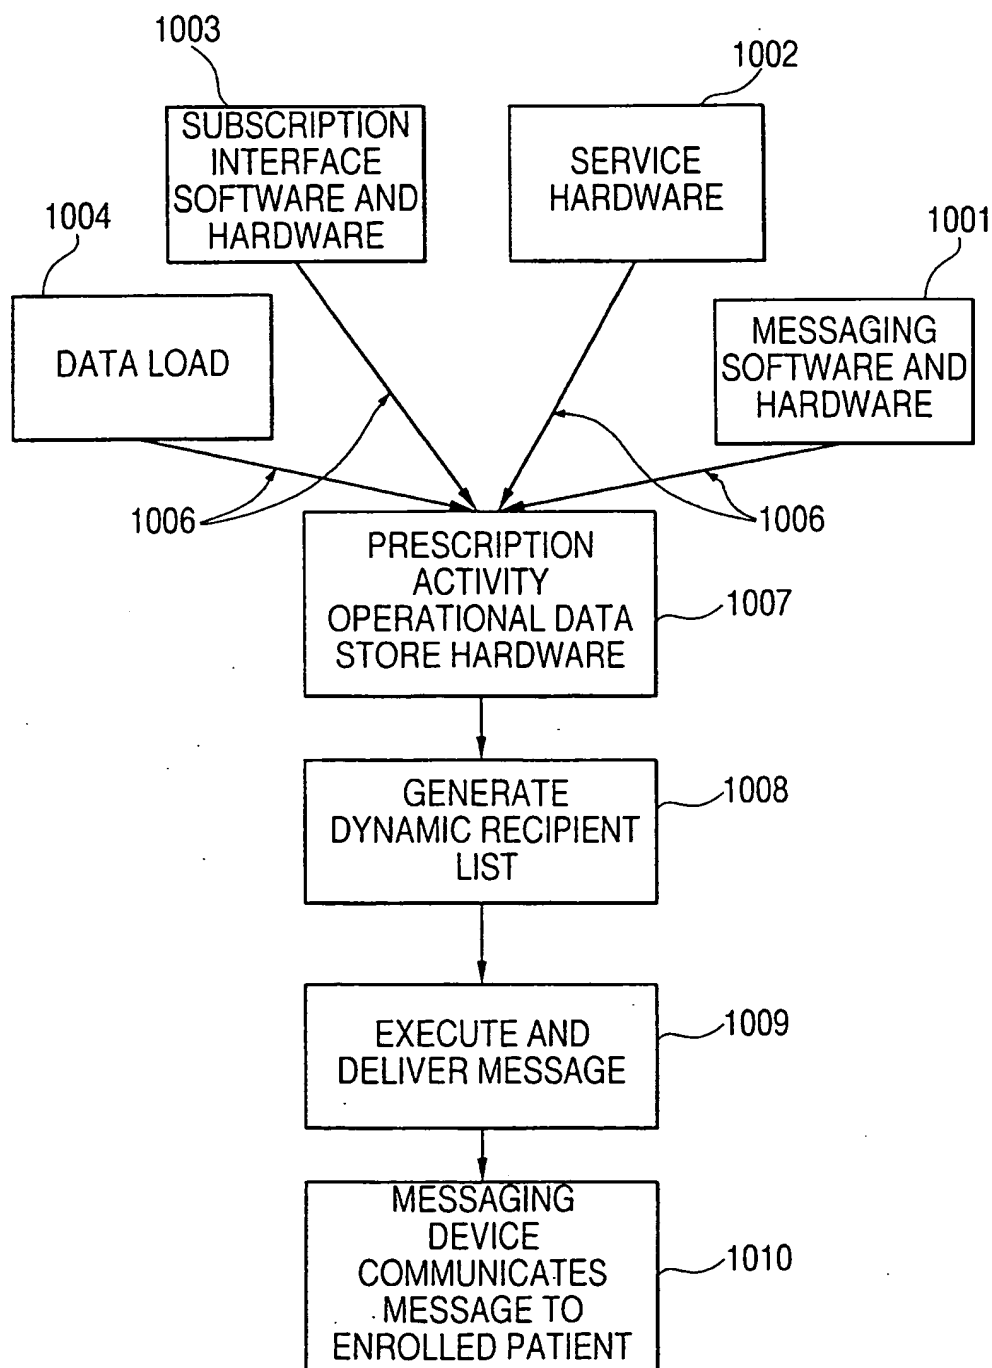 1003
1002
SUBSCRIPTION
INTERFACE
SOFTWARE AND
HARDWARE
SERVICE
HARDWARE
1004
1001
DATA LOAD
MESSAGING
SOFTWARE AND
HARDWARE
1006
1006
PRESCRIPTION
ACTIVITY
OPERATIONAL DATA
STORE HARDWARE
1007
GENERATE
DYNAMIC RECIPIENT
LIST
1008
EXECUTE AND
DELIVER MESSAGE
1009
MESSAGING
DEVICE
COMMUNICATES
MESSAGE TO
ENROLLED PATIENT
1010